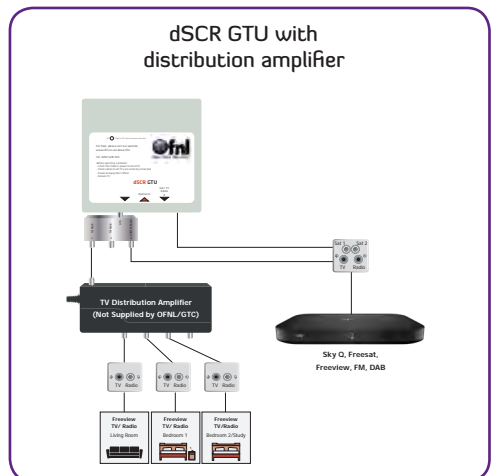 dSCR GTU with
distribution amplifier
Ofnl
dSCR GTU
Sat 1 Sat 2
TV Radio
TV Distribution Amplifier
(Not Supplied by OFNL/GTC)
Sky Q, Freesat,
Freeview, FM, DAB
TV Radio TV Radio TV Radio
Freeview
TV/ Radio
Living Room
Freeview
TV/ Radio
Bedroom 1
Freeview
TV/Radio
Bedroom 2/Study